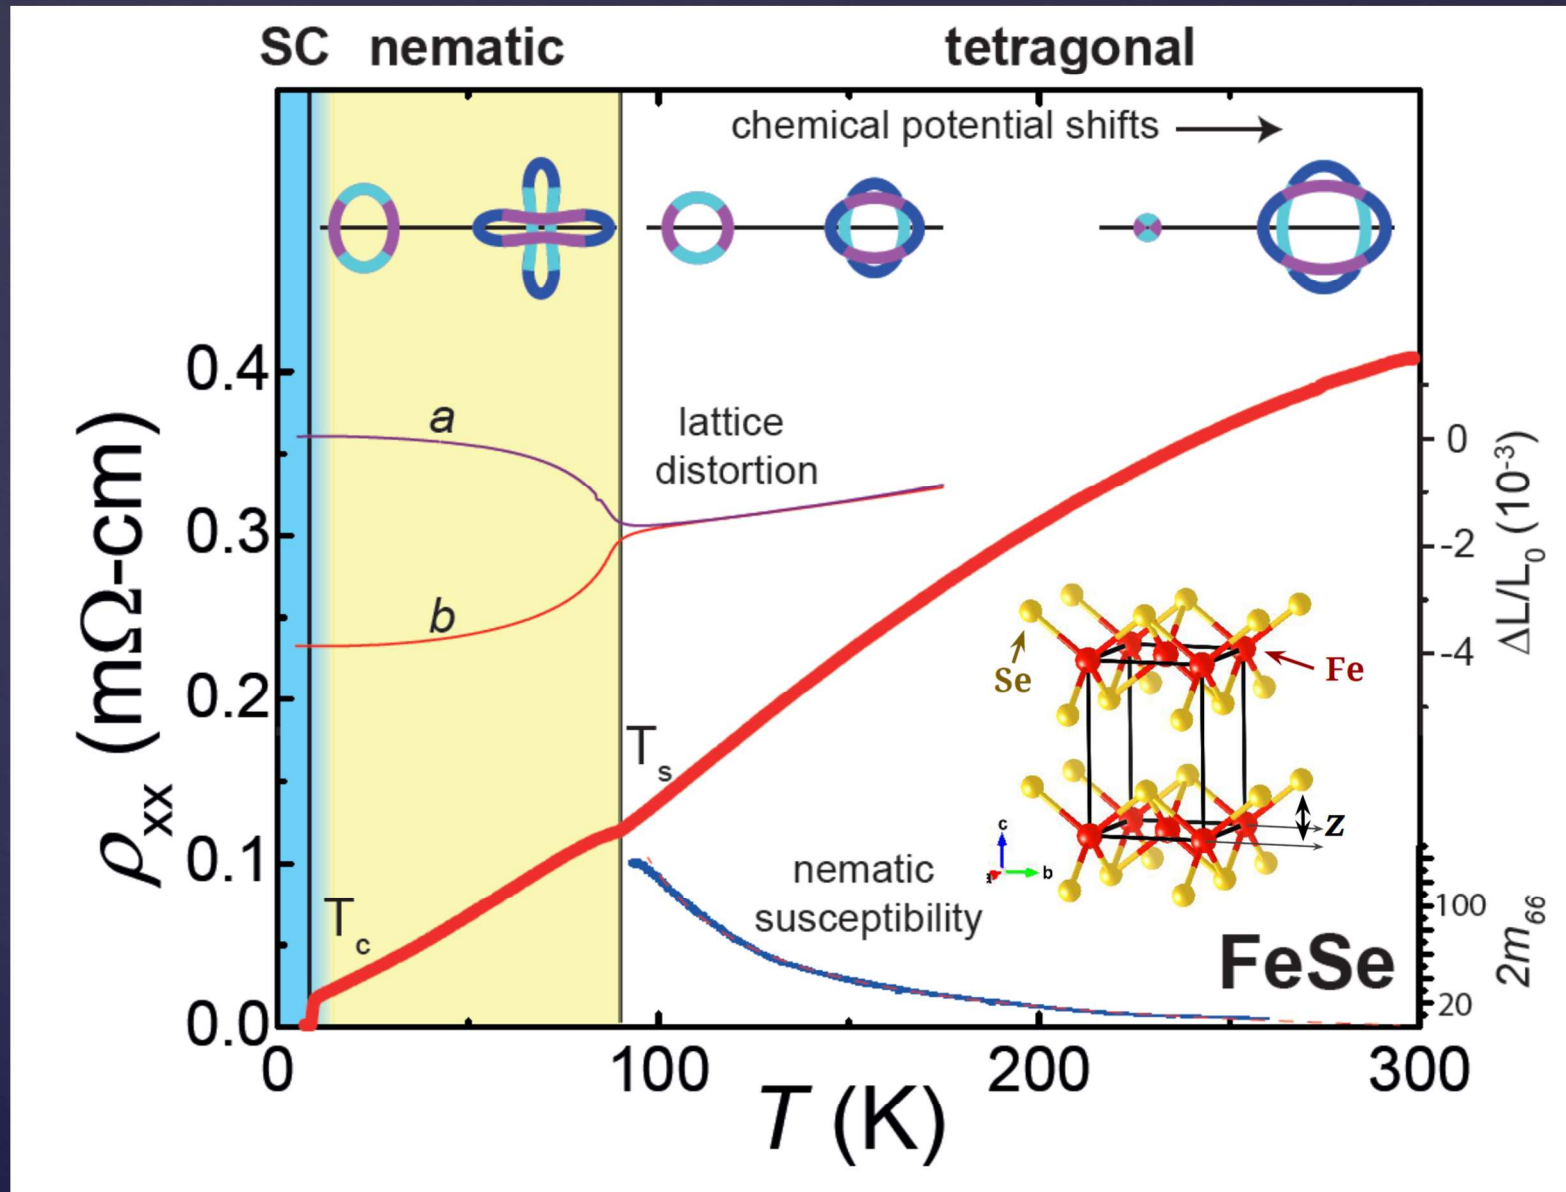 SC nematic tetragonal
chemical potential shifts
0.4
0.3
0.2
0.1
0.0
ρxx (mΩ-cm)
a
b
lattice
distortion
Ts
Tc
nematic
susceptibility
Se
Fe
z
c
b
a
FeSe
0
-2
-4
ΔL/L0 (10-3)
100
20
2m66
0 100 200 300
T (K)